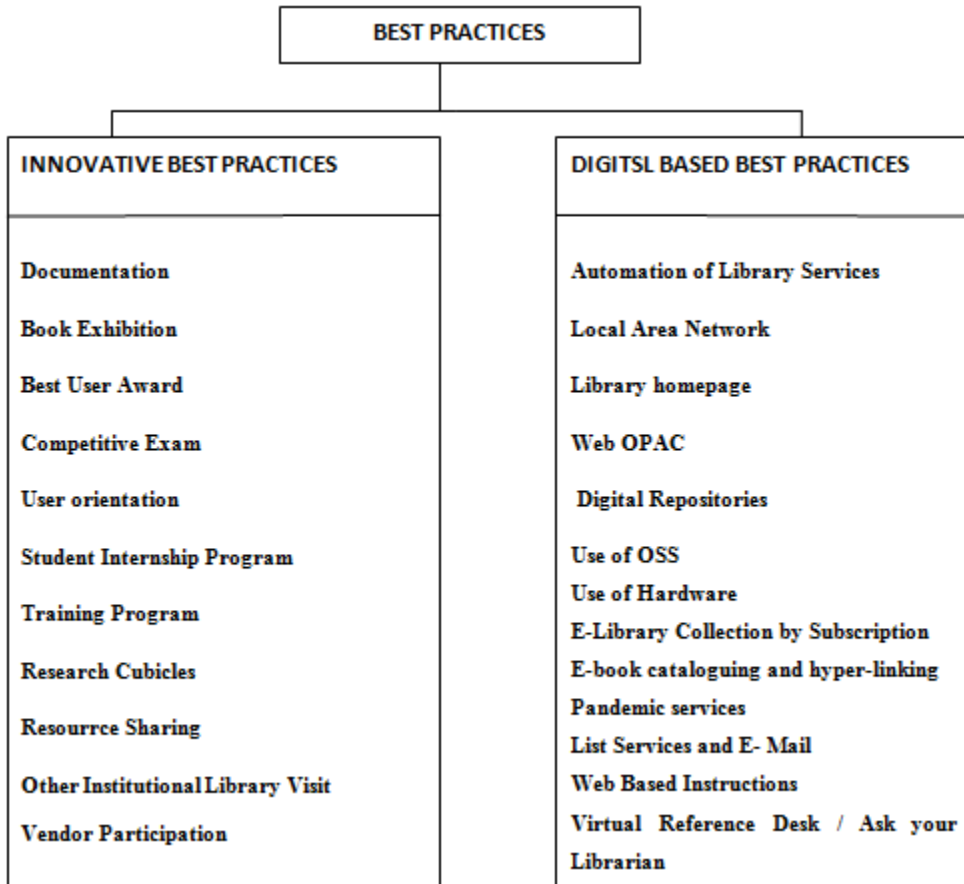 BEST PRACTICES
INNOVATIVE BEST PRACTICES
Documentation
Book Exhibition
Best User Award
Competitive Exam
User orientation
Student Internship Program
Training Program
Research Cubicles
Resourrce Sharing
Other Institutional Library Visit
Vendor Participation
DIGITSL BASED BEST PRACTICES
Automation of Library Services
Local Area Network
Library homepage
Web OPAC
Digital Repositories
Use of OSS
Use of Hardware
E-Library Collection by Subscription
E-book cataloguing and hyper-linking
Pandemic services
List Services and E- Mail
Web Based Instructions
Virtual Reference Desk / Ask your
Librarian